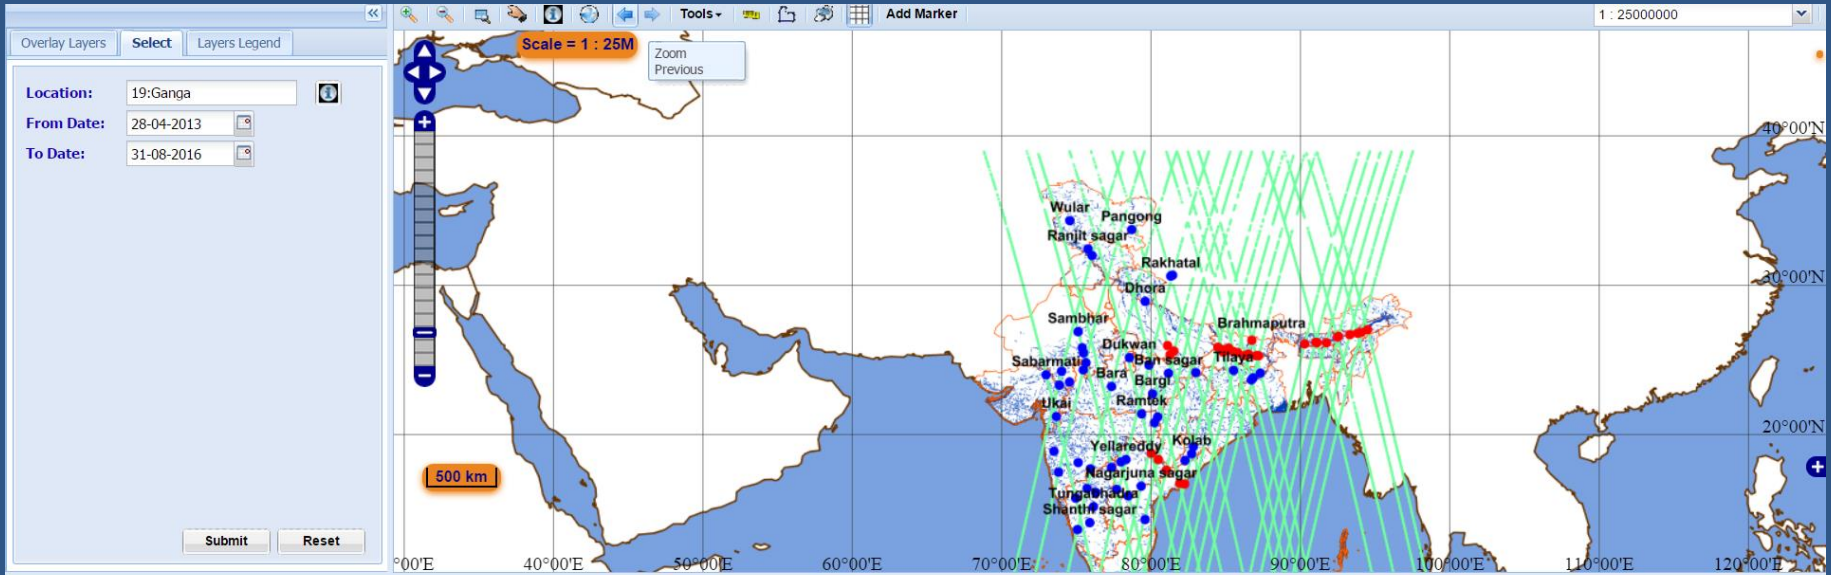 Tools
Add Marker
1 : 25000000
Overlay Layers
Select
Layers Legend
Scale = 1 : 25M
Zoom
Previous
Location:
19:Ganga
From Date:
28-04-2013
To Date:
31-08-2016
40°00'N
Wular
Pangong
Ranjit sagar
Rakhatal
30°00'N
Dhora
Sambhar
Brahmaputra
Dukwan
Sabarmati
Ban sagar
Tilaya
Bara
Bargi
Ukai
Ramtek
20°00'N
Yellareddy
Kolab
500 km
Nagarjuna sagar
Tungabhadra
Shanthi sagar
Submit
Reset
°00'E
40°00'E
50°00'E
60°00'E
70°00'E
80°00'E
90°00'E
100°00'E
110°00'E
120°00'E